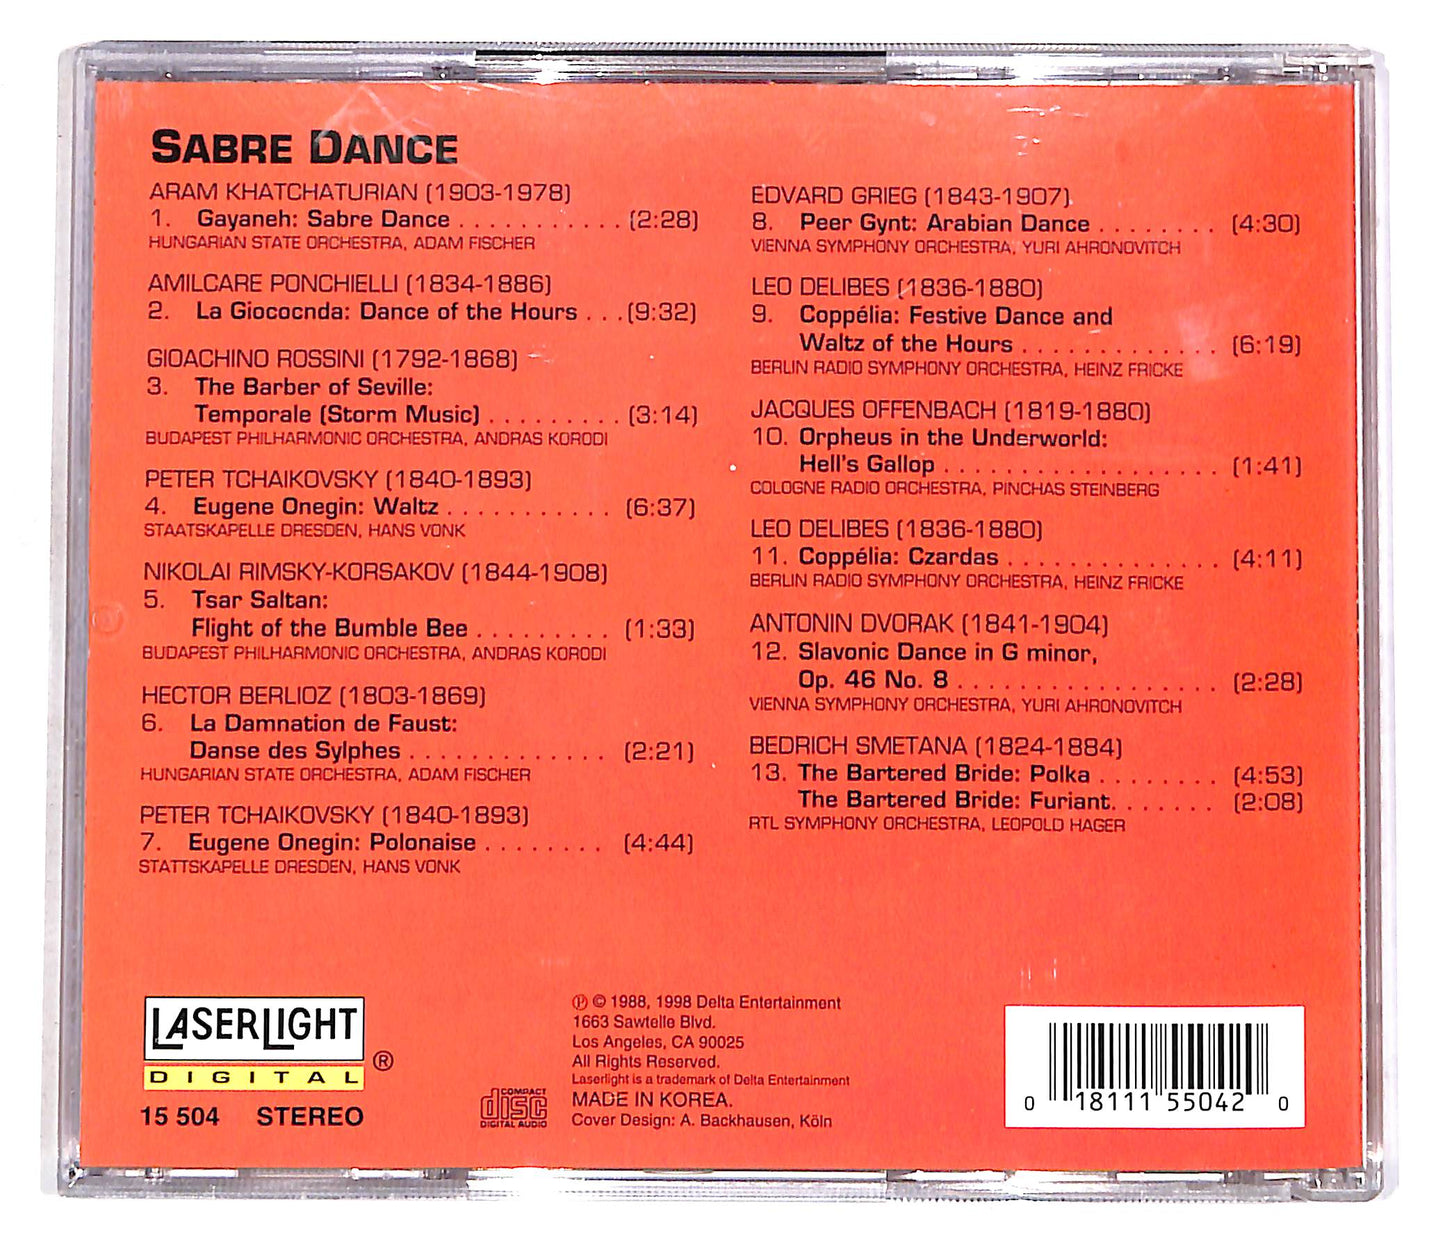 SABRE DANCE
ARAM KHATCHATURIAN (1903-1978)
1. Gayaneh: Sabre Dance . . . . . . . . . . . (2:28)
HUNGARIAN STATE ORCHESTRA, ADAM FISCHER
AMILCARE PONCHIELLI (1834-1886)
2. La Giococnda: Dance of the Hours . . . (9:32)
GIOACHINO ROSSINI (1792-1868)
3. The Barber of Seville:
Temporale (Storm Music) . . . . . . . . . (3:14)
BUDAPEST PHILHARMONIC ORCHESTRA, ANDRAS KORODI
PETER TCHAIKOVSKY (1840-1893)
4. Eugene Onegin: Waltz . . . . . . . . . . . (6:37)
STAATSKAPELLE DRESDEN, HANS VONK
NIKOLAI RIMSKY-KORSAKOV (1844-1908)
5. Tsar Saltan:
Flight of the Bumble Bee . . . . . . . . . (1:33)
BUDAPEST PHILHARMONIC ORCHESTRA, ANDRAS KORODI
HECTOR BERLIOZ (1803-1869)
6. La Damnation de Faust:
Danse des Sylphes . . . . . . . . . . . . . (2:21)
HUNGARIAN STATE ORCHESTRA, ADAM FISCHER
PETER TCHAIKOVSKY (1840-1893)
7. Eugene Onegin: Polonaise . . . . . . . . (4:44)
STATTSKAPELLE DRESDEN, HANS VONK
EDVARD GRIEG (1843-1907)
8. Peer Gynt: Arabian Dance . . . . . . . . (4:30)
VIENNA SYMPHONY ORCHESTRA, YURI AHRONOVITCH
LEO DELIBES (1836-1880)
9. Coppélia: Festive Dance and
Waltz of the Hours . . . . . . . . . . . . . (6:19)
BERLIN RADIO SYMPHONY ORCHESTRA, HEINZ FRICKE
JACQUES OFFENBACH (1819-1880)
10. Orpheus in the Underworld:
Hell's Gallop . . . . . . . . . . . . . . . . . . (1:41)
COLOGNE RADIO ORCHESTRA, PINCHAS STEINBERG
LEO DELIBES (1836-1880)
11. Coppélia: Czardas . . . . . . . . . . . . . . (4:11)
BERLIN RADIO SYMPHONY ORCHESTRA, HEINZ FRICKE
ANTONIN DVORAK (1841-1904)
12. Slavonic Dance in G minor,
Op. 46 No. 8 . . . . . . . . . . . . . . . . . (2:28)
VIENNA SYMPHONY ORCHESTRA, YURI AHRONOVITCH
BEDRICH SMETANA (1824-1884)
13. The Bartered Bride: Polka . . . . . . . . (4:53)
The Bartered Bride: Furiant. . . . . . . (2:08)
RTL SYMPHONY ORCHESTRA, LEOPOLD HAGER
LASERLIGHT
DIGITAL ®
15 504 STEREO
COMPACT
disc
DIGITAL AUDIO
℗ © 1988, 1998 Delta Entertainment
1663 Sawtelle Blvd.
Los Angeles, CA 90025
All Rights Reserved.
Laserlight is a trademark of Delta Entertainment
MADE IN KOREA.
Cover Design: A. Backhausen, Köln
0 18111 55042 0